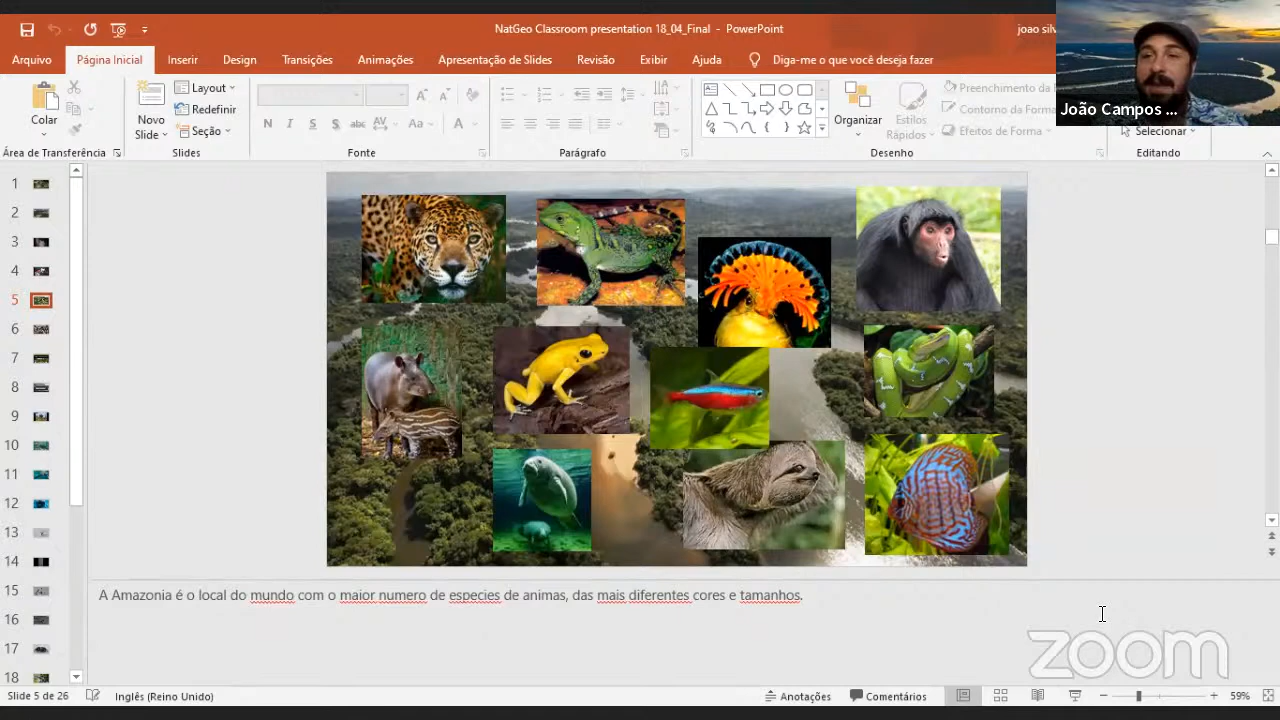 NatGeo Classroom presentation 18_04_Final - PowerPoint
joao silv
Arquivo Página Inicial Inserir Design Transições Animações Apresentação de Slides Revisão Exibir Ajuda Diga-me o que você deseja fazer
João Campos ...
Colar
Novo Slide
Layout
Redefinir
Seção
N I S S abc AV Aa A
Organizar
Estilos Rápidos
Preenchimento da
Contorno da Forma
Efeitos de Forma
Selecionar
Área de Transferência Slides Fonte Parágrafo Desenho Editando
1
2
3
4
5
6
7
8
9
10
11
12
13
14
15
16
17
18
A Amazonia é o local do mundo com o maior numero de especies de animas, das mais diferentes cores e tamanhos.
zoom
Slide 5 de 26 Inglês (Reino Unido) Anotações Comentários 59%